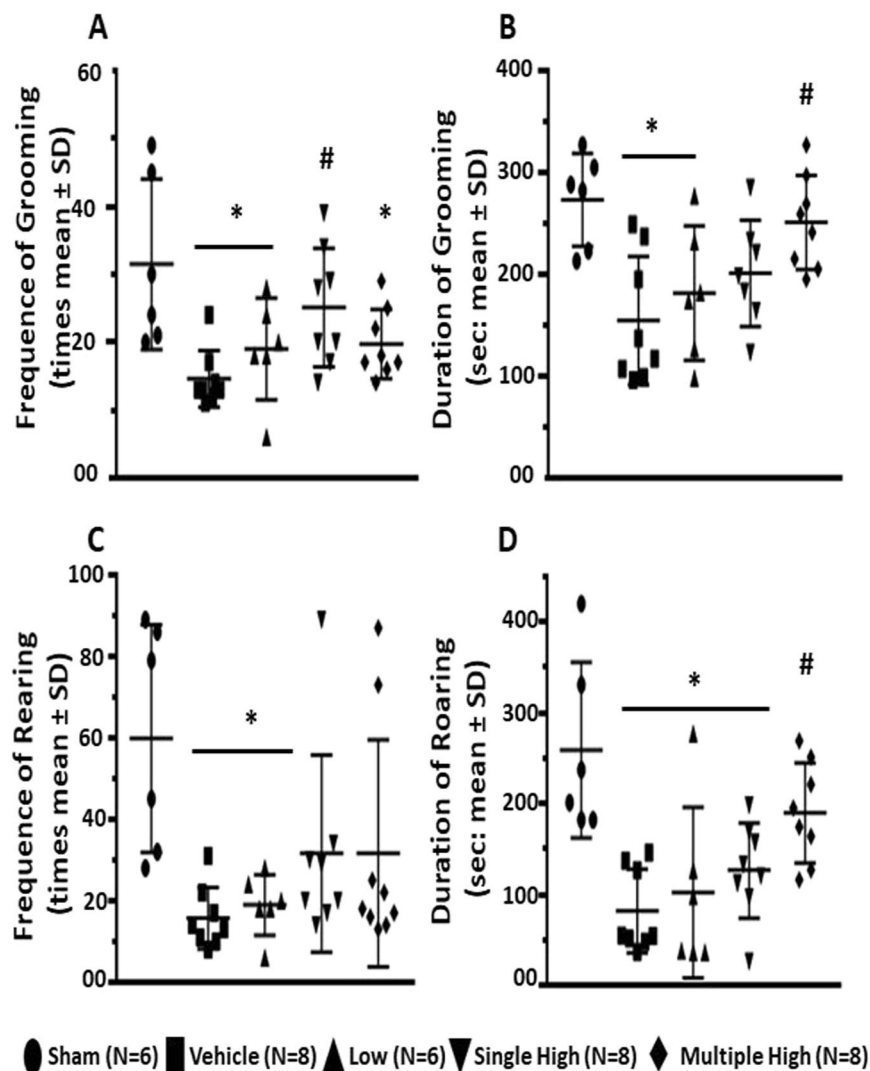 A
Frequence of Grooming
(times mean ± SD)
60
40
20
00
*
#
*
B
Duration of Grooming
(sec: mean ± SD)
400
300
200
100
00
*
#
C
Frequence of Rearing
(times mean ± SD)
100
80
60
40
20
00
*
D
Duration of Roaring
(sec: mean ± SD)
400
300
200
100
00
*
#
Sham (N=6) Vehicle (N=8) Low (N=6) Single High (N=8) Multiple High (N=8)